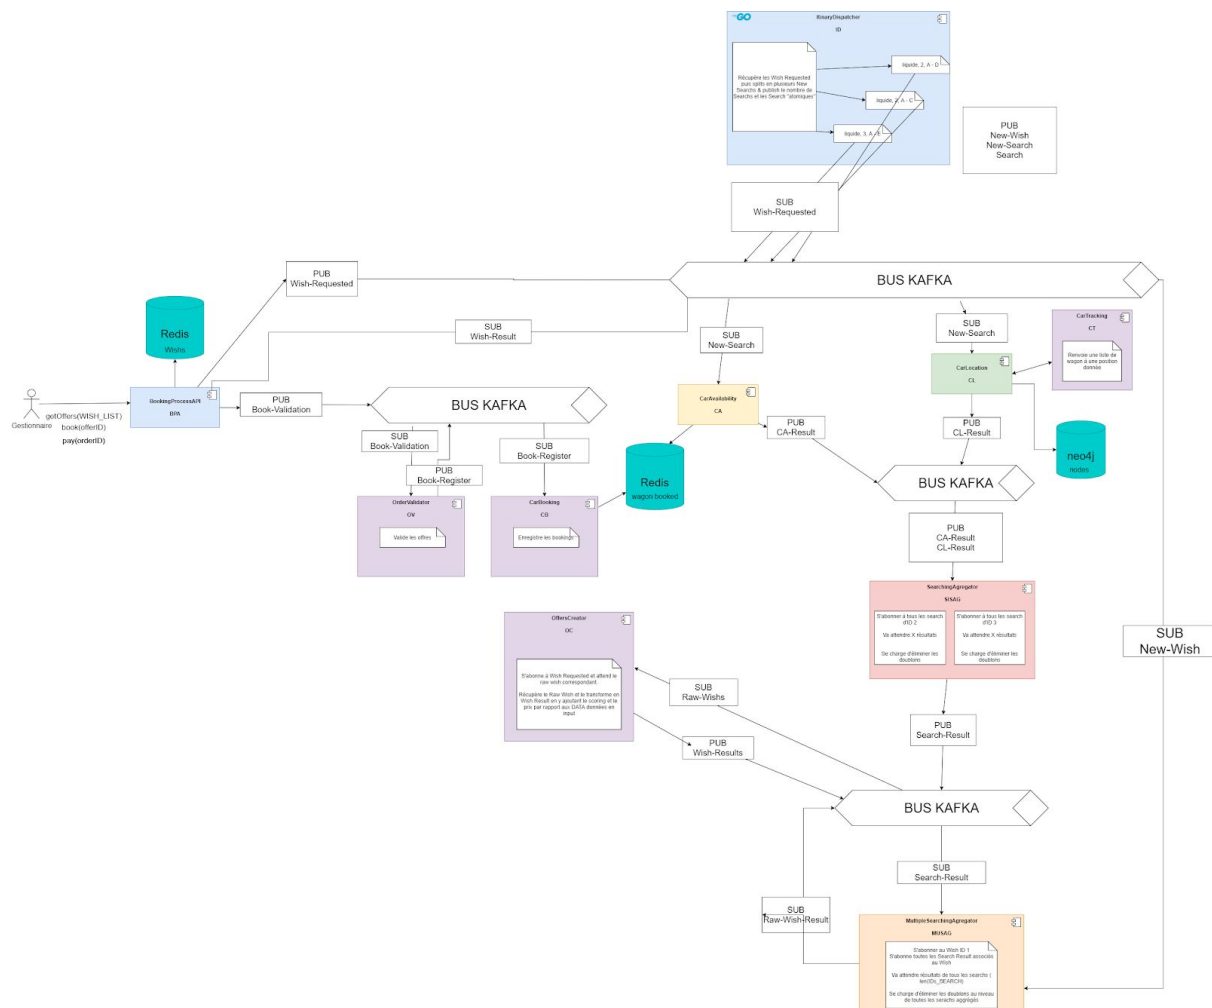 GO
BinaryDispatcher
ID
Récupère les Wish Requested
puis splits en plusieurs New
Searchs & publish le nombre de
Searchs et les Search "atomiques"
liquide, 2, A - D
liquide, 2, A - C
liquide, 3, A - E
PUB
New-Wish
New-Search
Search
SUB
Wish-Requested
PUB
Wish-Requested
BUS KAFKA
Redis
Wishs
SUB
Wish-Result
SUB
New-Search
SUB
New-Search
CarTracking
CT
Renvoie une liste de
wagon à une position
donnée
CarLocation
CL
Gestionnaire
getOffers(WISH_LIST)
book(offerID)
pay(orderID)
BookingProcessAPI
BPA
PUB
Book-Validation
BUS KAFKA
CarAvailability
CA
PUB
CA-Result
PUB
CL-Result
neo4j
nodes
SUB
Book-Validation
PUB
Book-Register
SUB
Book-Register
Redis
wagon booked
BUS KAFKA
OrderValidator
OV
Valide les offres
CarBooking
CB
Enregistre les bookings
PUB
CA-Result
CL-Result
SearchingAgregator
SISAG
S'abonner à tous les search
d'ID 2
Va attendre X résultats
Se charge d'éliminer les
doublons
S'abonner à tous les search
d'ID 3
Va attendre X résultats
Se charge d'éliminer les
doublons
SUB
New-Wish
OffersCreator
OC
S'abonne à Wish Requested et attend le
raw wish correspondant.
Récupère le Raw Wish et le transforme en
Wish Result en y ajoutant le scoring et le
prix par rapport aux DATA données en
input
SUB
Raw-Wishs
PUB
Wish-Results
PUB
Search-Result
BUS KAFKA
SUB
Search-Result
SUB
Raw-Wish-Result
MultipleSearchingAgregator
MUSAG
S'abonner au Wish ID 1
S'abonne toutes les Search Result associés
au Wish
Va attendre résultats de tous les searchs (
len(IDs_SEARCH)
Se charge d'éliminer les doublons au niveau
de toutes les serachs aggrégés